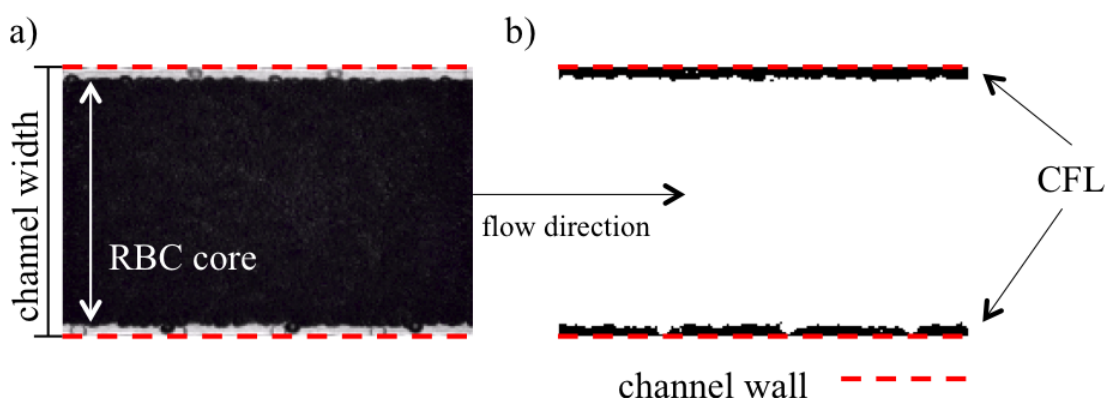 a)
b)
channel width
RBC core
flow direction
CFL
channel wall